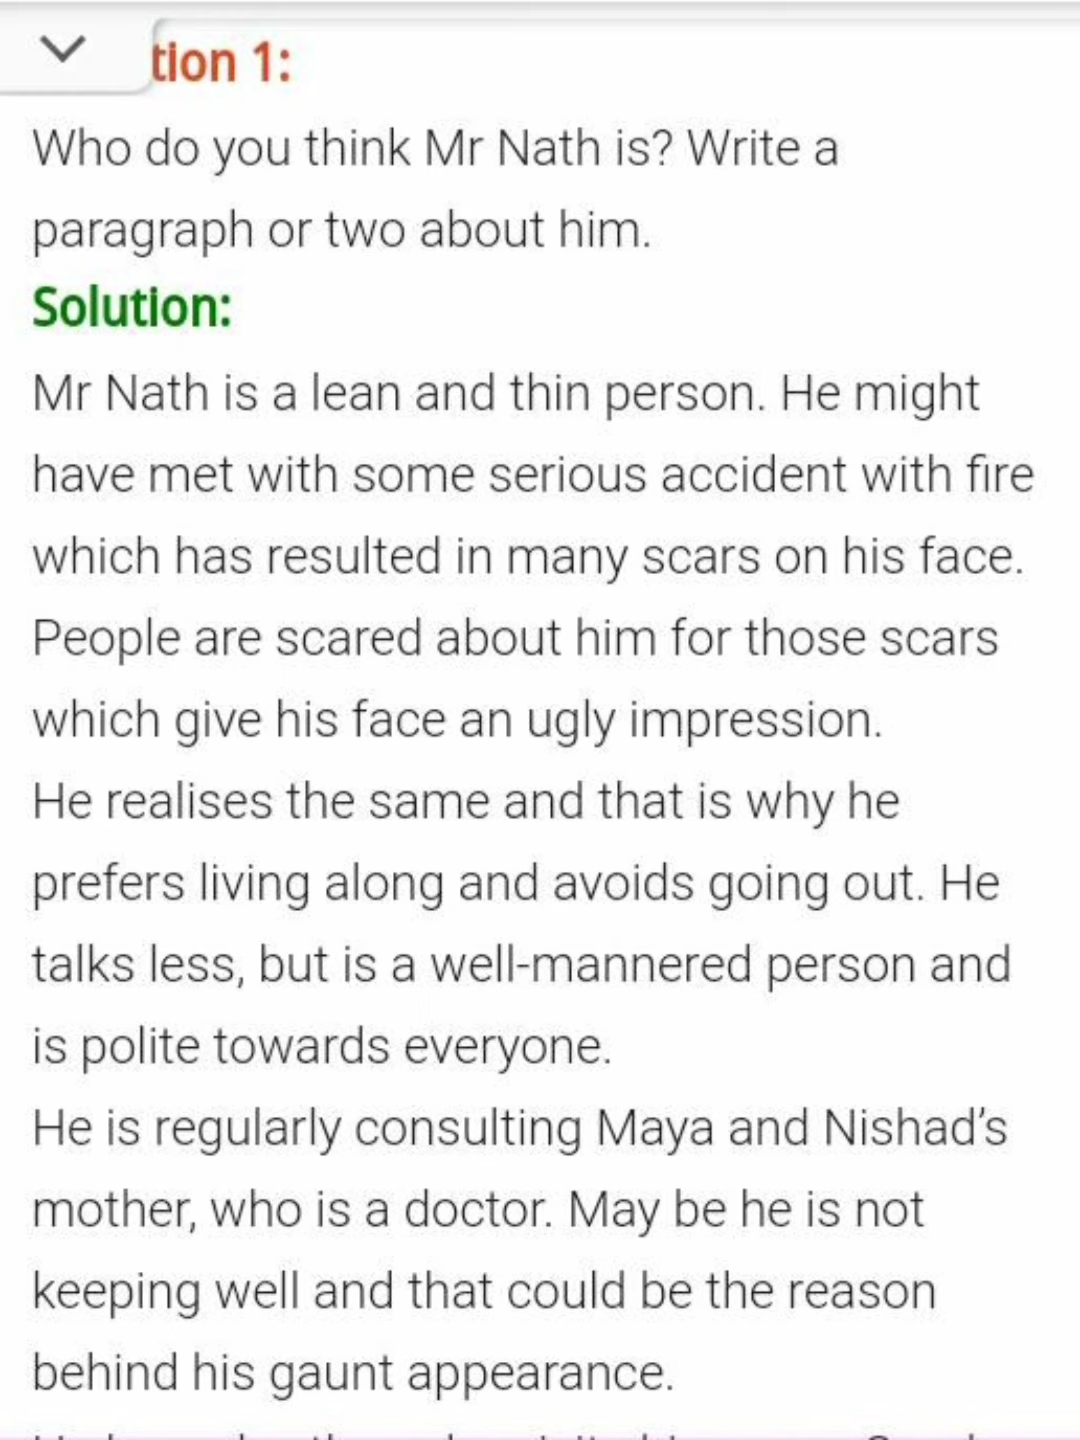 tion 1:
Who do you think Mr Nath is? Write a
paragraph or two about him.
Solution:
Mr Nath is a lean and thin person. He might
have met with some serious accident with fire
which has resulted in many scars on his face.
People are scared about him for those scars
which give his face an ugly impression.
He realises the same and that is why he
prefers living along and avoids going out. He
talks less, but is a well-mannered person and
is polite towards everyone.
He is regularly consulting Maya and Nishad’s
mother, who is a doctor. May be he is not
keeping well and that could be the reason
behind his gaunt appearance.